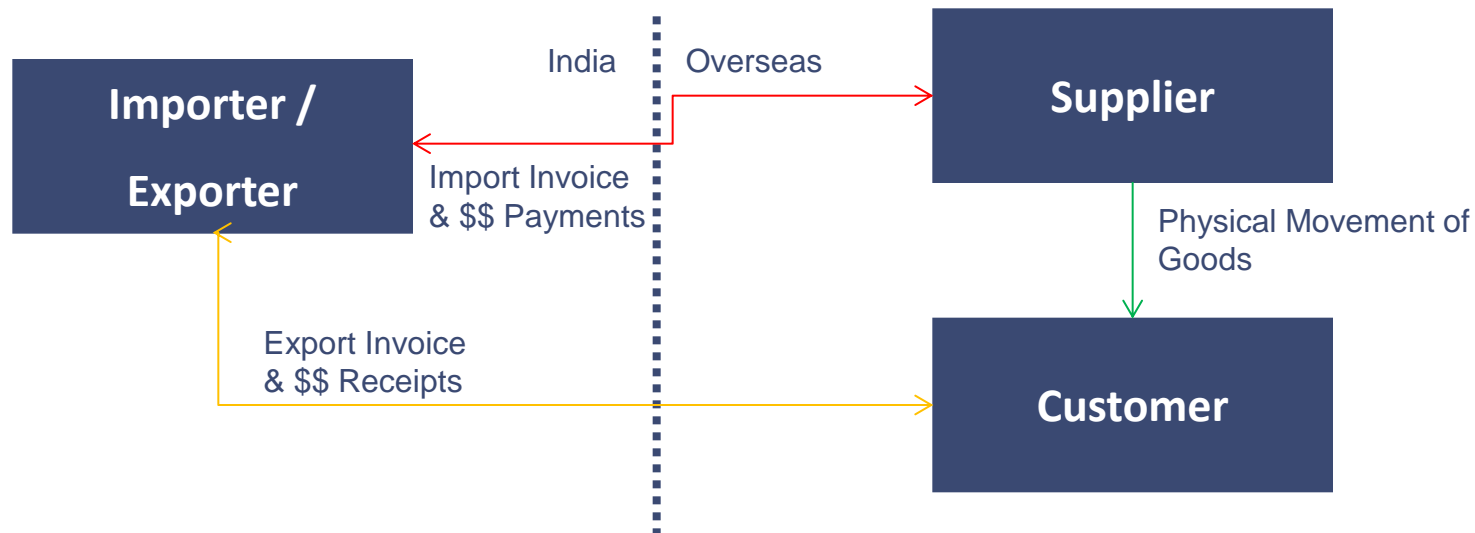 India
Overseas
Importer /
Exporter
Supplier
Import Invoice
& $$ Payments
Physical Movement of
Goods
Export Invoice
& $$ Receipts
Customer